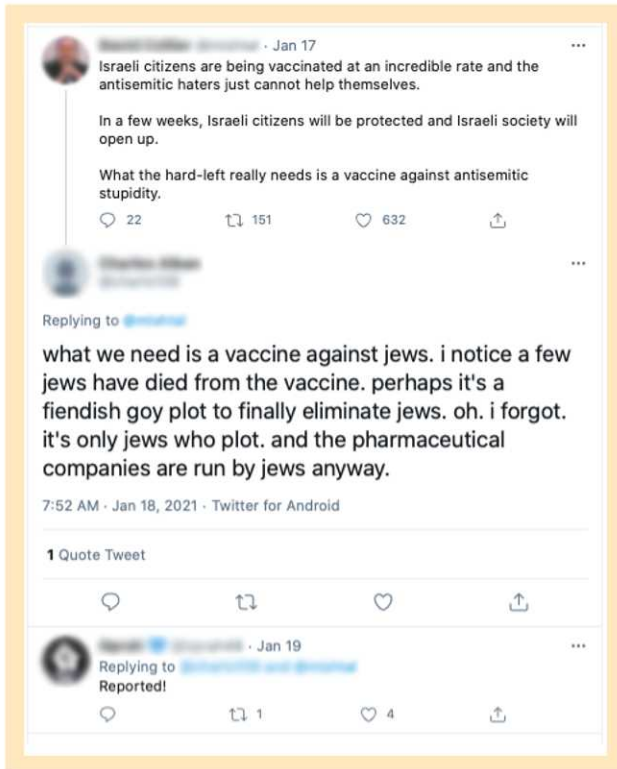 · Jan 17
Israeli citizens are being vaccinated at an incredible rate and the
antisemitic haters just cannot help themselves.
In a few weeks, Israeli citizens will be protected and Israeli society will
open up.
What the hard-left really needs is a vaccine against antisemitic
stupidity.
22 151 632
Replying to
what we need is a vaccine against jews. i notice a few
jews have died from the vaccine. perhaps it's a
fiendish goy plot to finally eliminate jews. oh. i forgot.
it's only jews who plot. and the pharmaceutical
companies are run by jews anyway.
7:52 AM · Jan 18, 2021 · Twitter for Android
1 Quote Tweet
· Jan 19
Replying to
Reported!
1 4